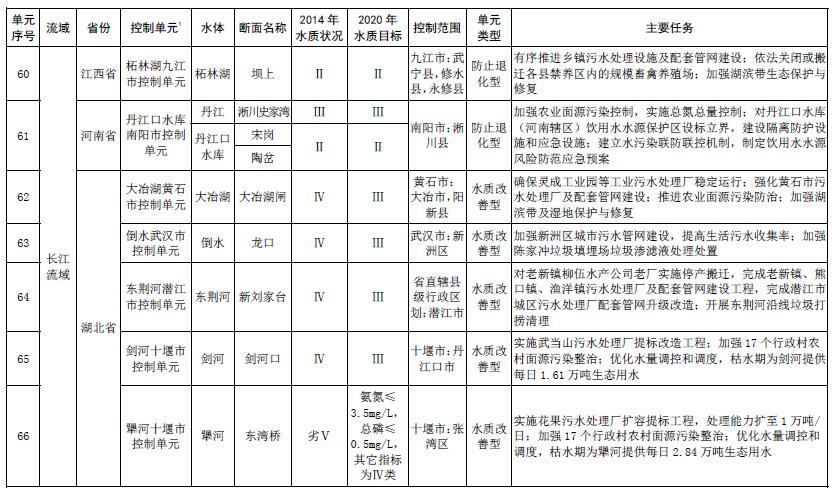 单元序号 流域 省份 控制单元¹ 水体 断面名称 2014 年水质状况 2020 年水质目标 控制范围 单元类型 主要任务
长江流域
60 江西省 柘林湖九江市控制单元 柘林湖 坝上 Ⅱ Ⅱ 九江市：武宁县，修水县，永修县 防止退化型
有序推进乡镇污水处理设施及配套管网建设；依法关闭或搬
迁各县禁养区内的规模畜禽养殖场；加强湖滨带生态保护与
修复
61 河南省 丹江口水库南阳市控制单元 丹江 淅川史家湾 Ⅲ Ⅲ 南阳市：淅川县 防止退化型
丹江口水库 宋岗 陶岔 Ⅱ Ⅱ
加强农业面源污染控制，实施总氮总量控制；对丹江口水库
（河南辖区）饮用水水源保护区设标立界，建设隔离防护设
施和应急设施；建立水污染联防联控机制，制定饮用水水源
风险防范应急预案
湖北省
62 大冶湖黄石市控制单元 大冶湖 大冶湖闸 Ⅳ Ⅲ 黄石市：大冶市，阳新县 水质改善型
确保灵成工业园等工业污水处理厂稳定运行；强化黄石市污
水处理厂及配套管网建设；推进农业面源污染防治；加强湖
滨带及湿地保护与修复
63 倒水武汉市控制单元 倒水 龙口 Ⅳ Ⅲ 武汉市：新洲区 水质改善型
加强新洲区城市污水管网建设，提高生活污水收集率；加强
陈家冲垃圾填埋场垃圾渗滤液处理处置
64 东荆河潜江市控制单元 东荆河 新刘家台 Ⅳ Ⅲ 省直辖县级行政区划：潜江市 水质改善型
对老新镇柳伍水产公司老厂实施停产搬迁，完成老新镇、熊
口镇、渔洋镇污水处理厂及配套管网建设工程，完成潜江市
城区污水处理厂配套管网升级改造；开展东荆河沿线垃圾打
捞清理
65 剑河十堰市控制单元 剑河 剑河口 Ⅳ Ⅲ 十堰市：丹江口市 水质改善型
实施武当山污水处理厂提标改造工程；加强 17 个行政村农
村面源污染整治；优化水量调控和调度，枯水期为剑河提供
每日 1.61 万吨生态用水
66 犟河十堰市控制单元 犟河 东湾桥 劣Ⅴ 氨氮≤3.5mg/L，总磷≤0.5mg/L，其它指标为Ⅳ类 十堰市：张湾区 水质改善型
实施花果污水处理厂扩容提标工程，处理能力扩至 1 万吨/
日；加强 17 个行政村农村面源污染整治；优化水量调控和调
度，枯水期为犟河提供每日 2.84 万吨生态用水